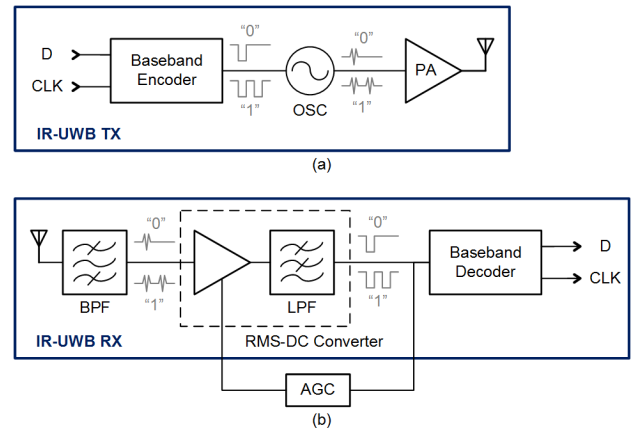 D
CLK
Baseband
Encoder
“0”
“1”
OSC
“0”
“1”
PA
IR-UWB TX
(a)
“0”
“1”
BPF
LPF
“0”
“1”
Baseband
Decoder
D
CLK
IR-UWB RX
RMS-DC Converter
AGC
(b)